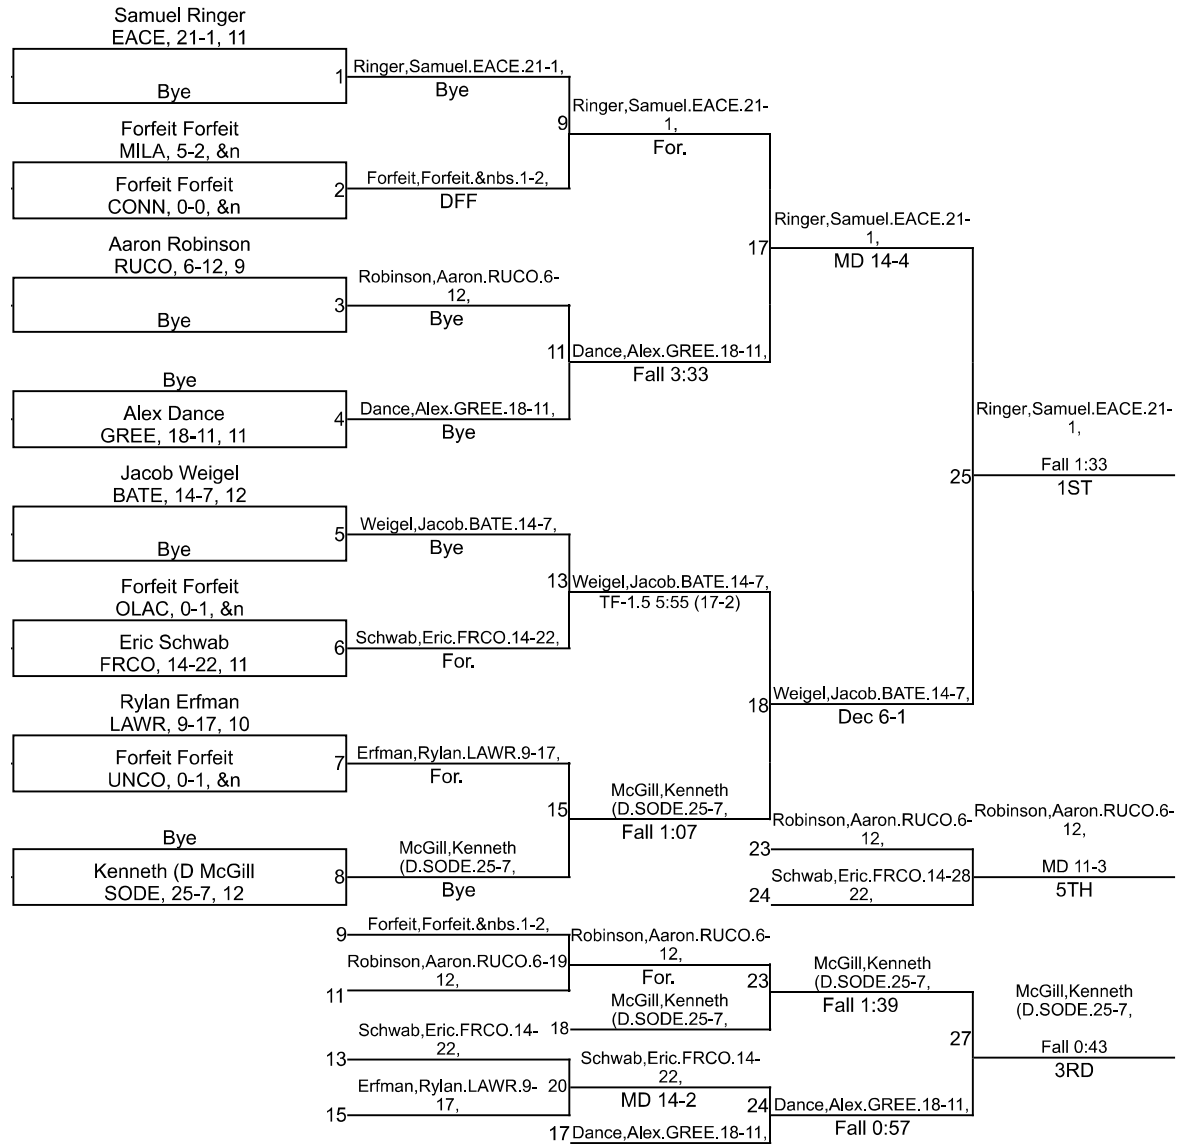 Samuel Ringer
EACE, 21-1, 11
1
Ringer,Samuel.EACE.21-1,
Bye
Bye
Ringer,Samuel.EACE.21-
1,
9
For.
Forfeit Forfeit
MILA, 5-2, &n
Forfeit Forfeit
CONN, 0-0, &n
2
Forfeit,Forfeit.&nbs.1-2,
DFF
Ringer,Samuel.EACE.21-
1,
17
MD 14-4
Aaron Robinson
RUCO, 6-12, 9
Bye
3
Robinson,Aaron.RUCO.6-
12,
Bye
11
Dance,Alex.GREE.18-11,
Fall 3:33
Bye
Alex Dance
GREE, 18-11, 11
4
Dance,Alex.GREE.18-11,
Bye
Ringer,Samuel.EACE.21-
1,
25
Fall 1:33
1ST
Jacob Weigel
BATE, 14-7, 12
Bye
5
Weigel,Jacob.BATE.14-7,
Bye
13
Weigel,Jacob.BATE.14-7,
TF-1.5 5:55 (17-2)
Forfeit Forfeit
OLAC, 0-1, &n
Eric Schwab
FRCO, 14-22, 11
6
Schwab,Eric.FRCO.14-22,
For.
18
Weigel,Jacob.BATE.14-7,
Dec 6-1
Rylan Erfman
LAWR, 9-17, 10
Forfeit Forfeit
UNCO, 0-1, &n
7
Erfman,Rylan.LAWR.9-17,
For.
15
McGill,Kenneth
(D.SODE.25-7,
Fall 1:07
Bye
Kenneth (D McGill
SODE, 25-7, 12
8
McGill,Kenneth
(D.SODE.25-7,
Bye
Robinson,Aaron.RUCO.6-
12,
23
Schwab,Eric.FRCO.14-28
22,
24
Robinson,Aaron.RUCO.6-
12,
MD 11-3
5TH
9
Forfeit,Forfeit.&nbs.1-2,
Robinson,Aaron.RUCO.6-19
12,
11
Robinson,Aaron.RUCO.6-
12,
For.
23
McGill,Kenneth
(D.SODE.25-7,
18
McGill,Kenneth
(D.SODE.25-7,
Fall 1:39
Schwab,Eric.FRCO.14-
22,
13
Erfman,Rylan.LAWR.9-
17,
15
20
Schwab,Eric.FRCO.14-
22,
MD 14-2
24
17
Dance,Alex.GREE.18-11,
Dance,Alex.GREE.18-11,
Fall 0:57
27
McGill,Kenneth
(D.SODE.25-7,
Fall 0:43
3RD